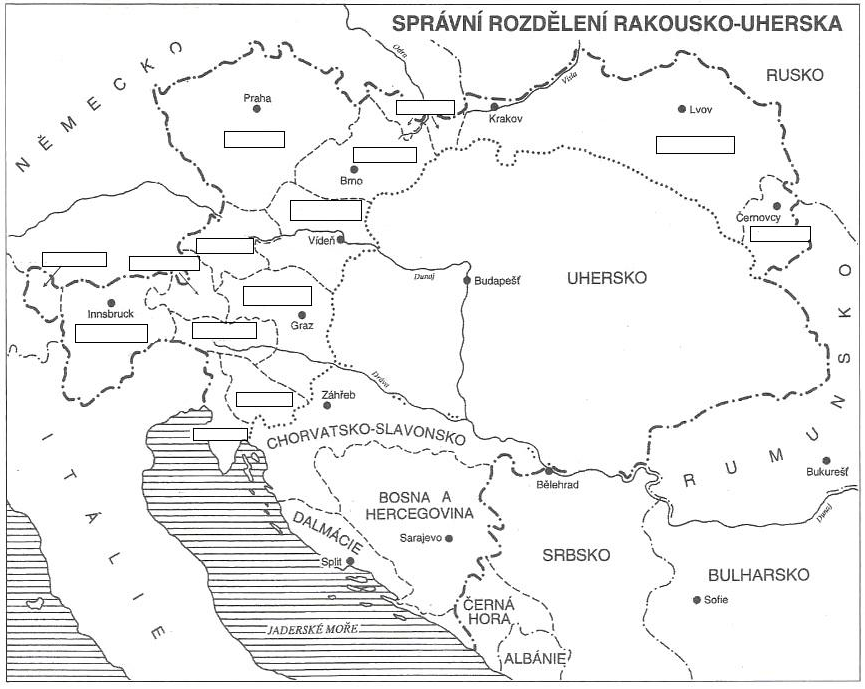 SPRÁVNÍ ROZDĚLENÍ RAKOUSKO-UHERSKA
NĚMECKO
Odra
Visla
RUSKO
Praha
Krakov
Lvov
Brno
Černovcy
Vídeň
Dunaj
Budapešť
UHERSKO
Innsbruck
Graz
Dráva
Záhřeb
CHORVATSKO-SLAVONSKO
RUMUNSKO
Bukurešť
Bělehrad
Dunaj
ITÁLIE
BOSNA A
HERCEGOVINA
Sarajevo
DALMÁCIE
Split
SRBSKO
BULHARSKO
Sofie
ČERNÁ
HORA
ALBÁNIE
JADERSKÉ MOŘE